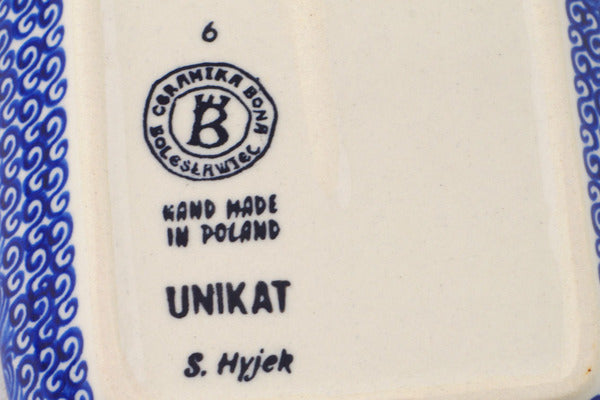 6
CERAMIKA BONA
B
BOLESŁAWIEC
HAND MADE
IN POLAND
UNIKAT
S. Hyjek